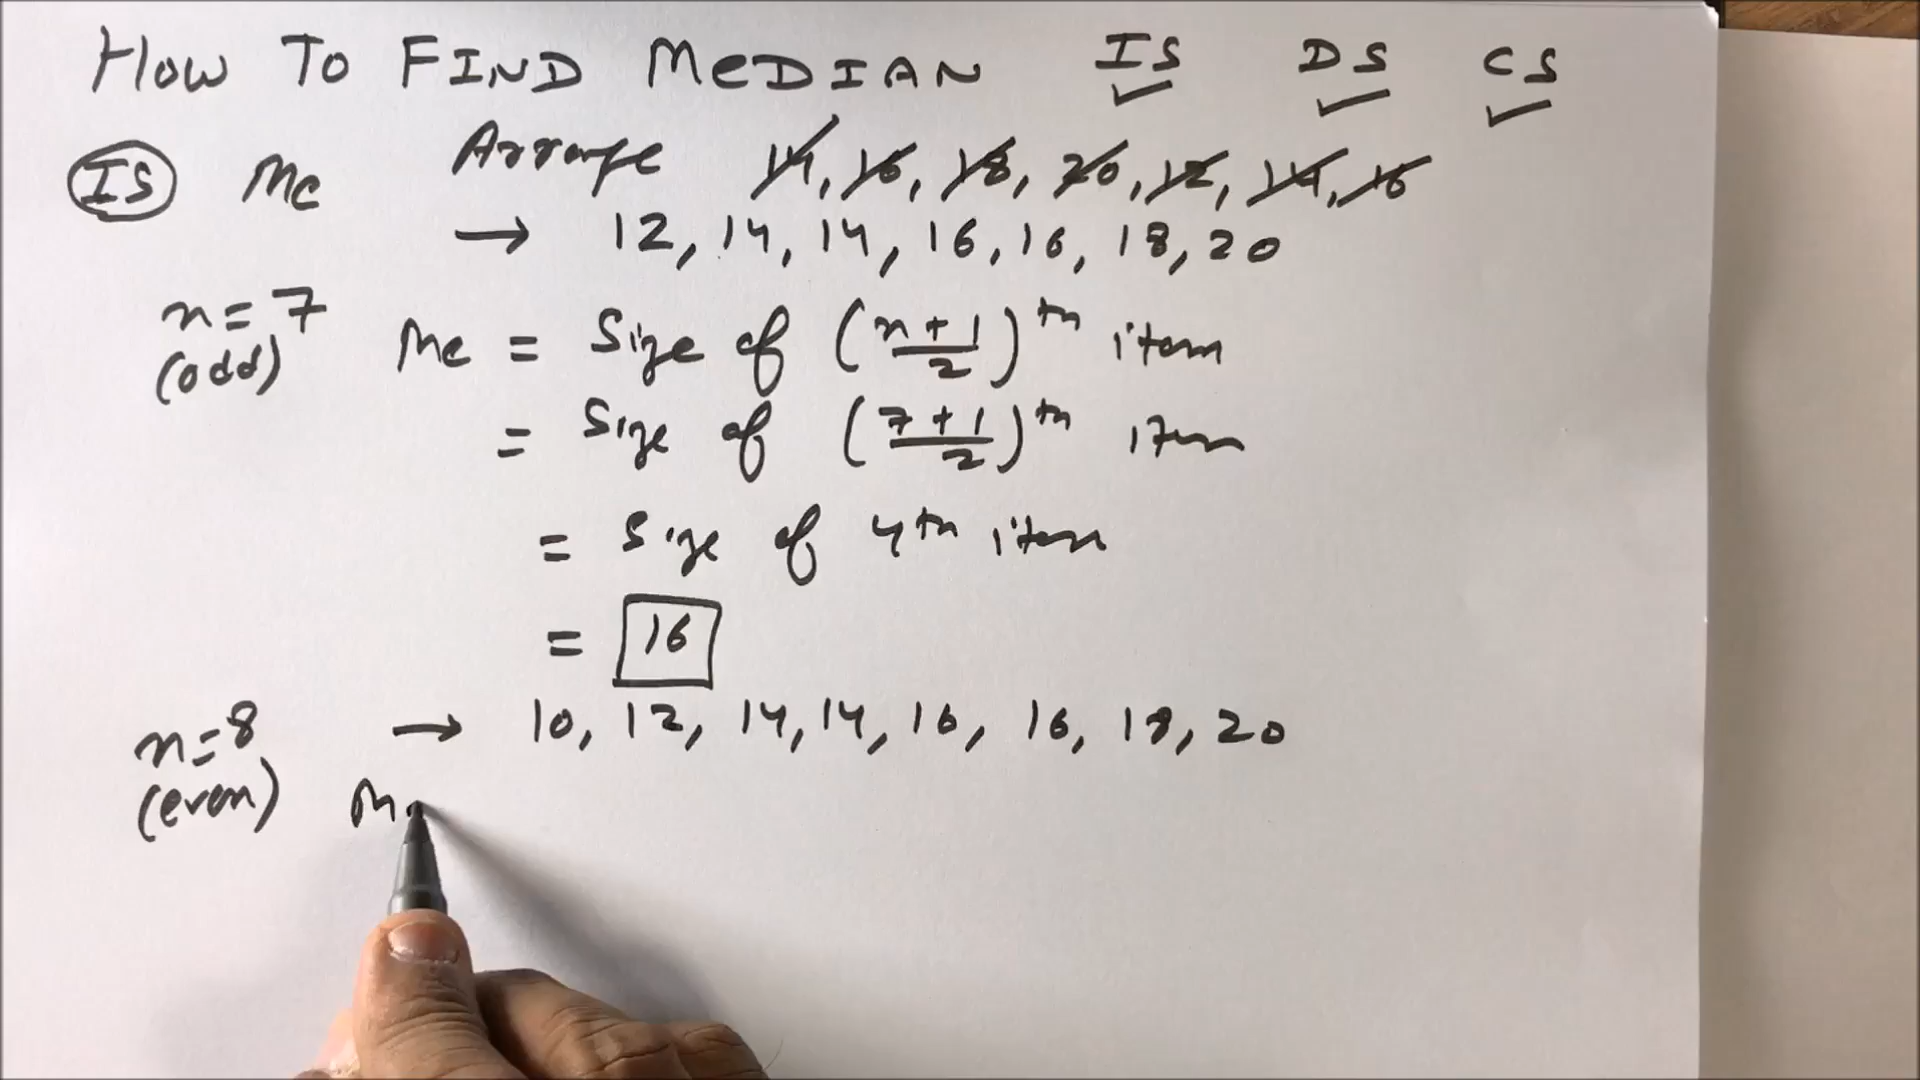 HOW TO FIND MeDIAN IS DS CS
IS Me Arrange 14, 16, 18, 20, 12, 14, 16
→ 12, 14, 14, 16, 16, 18, 20
n = 7
(odd)
Me = Size of (n+1/2)th item
= Size of (7+1/2)th item
= Size of 4th item
= 16
n=8 → 10, 12, 14, 14, 16, 16, 18, 20
(even) Me